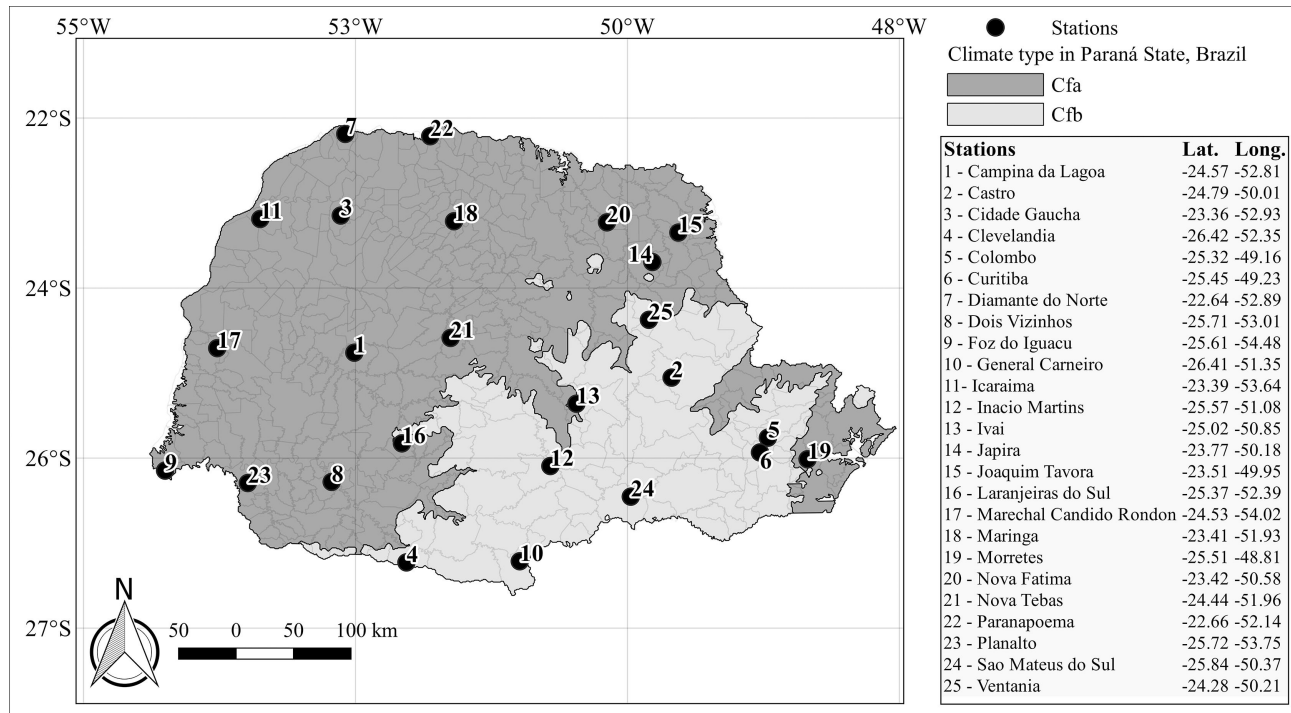 55°W 53°W 50°W 48°W
22°S
24°S
26°S
27°S
7
22
11
3
18
20
15
14
25
17
1
21
2
13
16
5
9
23
8
12
6
19
24
4
10
N
50 0 50 100 km
Stations
Climate type in Paraná State, Brazil
Cfa
Cfb
Stations Lat. Long.
1 - Campina da Lagoa -24.57 -52.81
2 - Castro -24.79 -50.01
3 - Cidade Gaucha -23.36 -52.93
4 - Clevelandia -26.42 -52.35
5 - Colombo -25.32 -49.16
6 - Curitiba -25.45 -49.23
7 - Diamante do Norte -22.64 -52.89
8 - Dois Vizinhos -25.71 -53.01
9 - Foz do Iguacu -25.61 -54.48
10 - General Carneiro -26.41 -51.35
11- Icaraima -23.39 -53.64
12 - Inacio Martins -25.57 -51.08
13 - Ivai -25.02 -50.85
14 - Japira -23.77 -50.18
15 - Joaquim Tavora -23.51 -49.95
16 - Laranjeiras do Sul -25.37 -52.39
17 - Marechal Candido Rondon -24.53 -54.02
18 - Maringa -23.41 -51.93
19 - Morretes -25.51 -48.81
20 - Nova Fatima -23.42 -50.58
21 - Nova Tebas -24.44 -51.96
22 - Paranapoema -22.66 -52.14
23 - Planalto -25.72 -53.75
24 - Sao Mateus do Sul -25.84 -50.37
25 - Ventania -24.28 -50.21